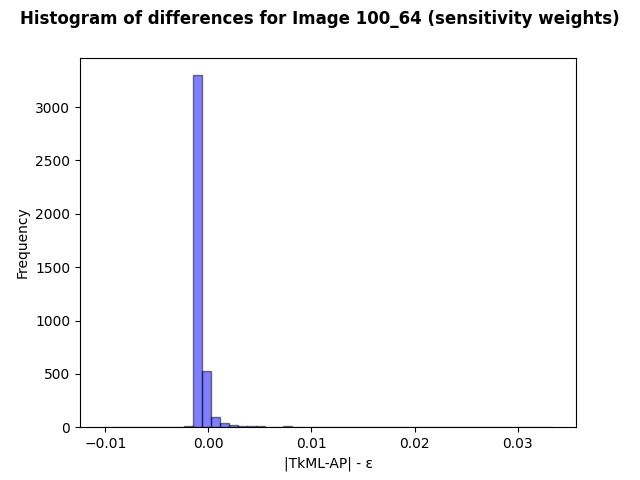 Histogram of differences for Image 100_64 (sensitivity weights)
3000
2500
2000
1500
1000
500
0
Frequency
−0.01 0.00 0.01 0.02 0.03
|TkML-AP| - ε